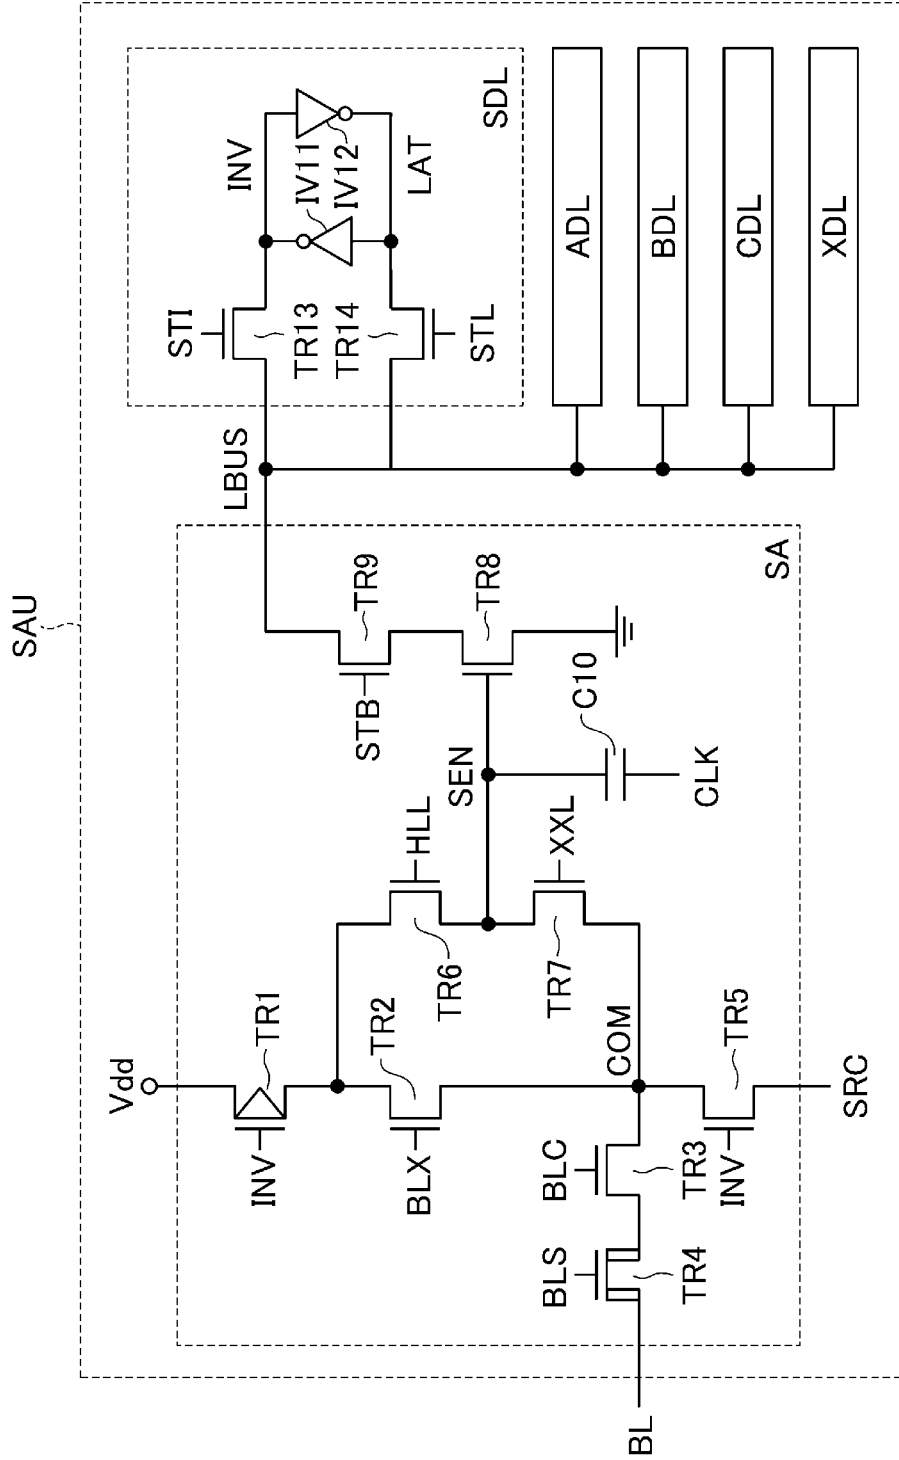 SAU
SA
Vdd
INV
TR1
BLX
TR2
HLL
TR6
SEN
XXL
TR7
STB
TR9
TR8
C10
CLK
COM
BLS
TR4
BLC
TR3
INV
TR5
BL
SRC
LBUS
SDL
STI
TR13
INV
IV11
IV12
TR14
LAT
STL
ADL
BDL
CDL
XDL